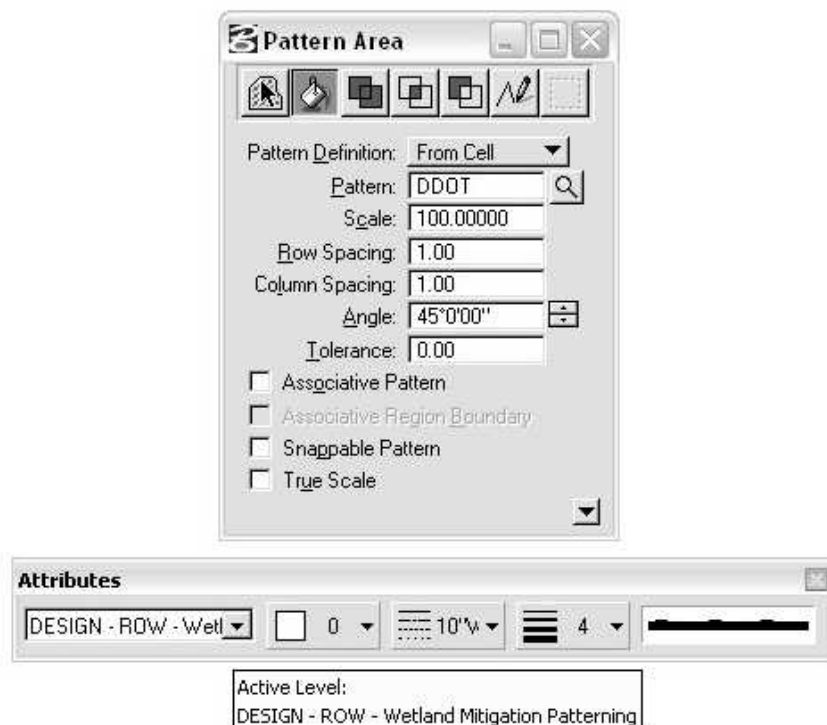 Pattern Area
Pattern Definition: From Cell
Pattern: DDOT
Scale: 100.00000
Row Spacing: 1.00
Column Spacing: 1.00
Angle: 45°0'00"
Tolerance: 0.00
Associative Pattern
Associative Region Boundary
Snappable Pattern
True Scale
Attributes
DESIGN - ROW - Wetl 0 10"W 4
Active Level:
DESIGN - ROW - Wetland Mitigation Patterning